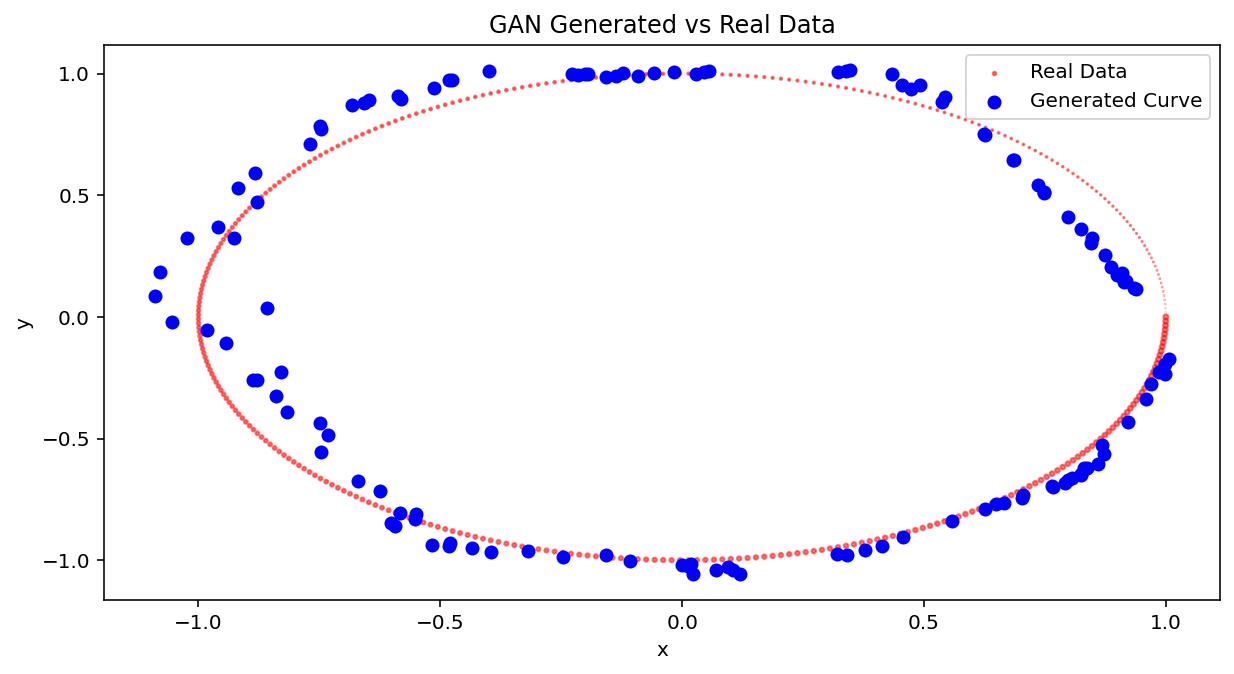 GAN Generated vs Real Data
1.0
0.5
0.0
−0.5
−1.0
y
Real Data
Generated Curve
−1.0 −0.5 0.0 0.5 1.0
x